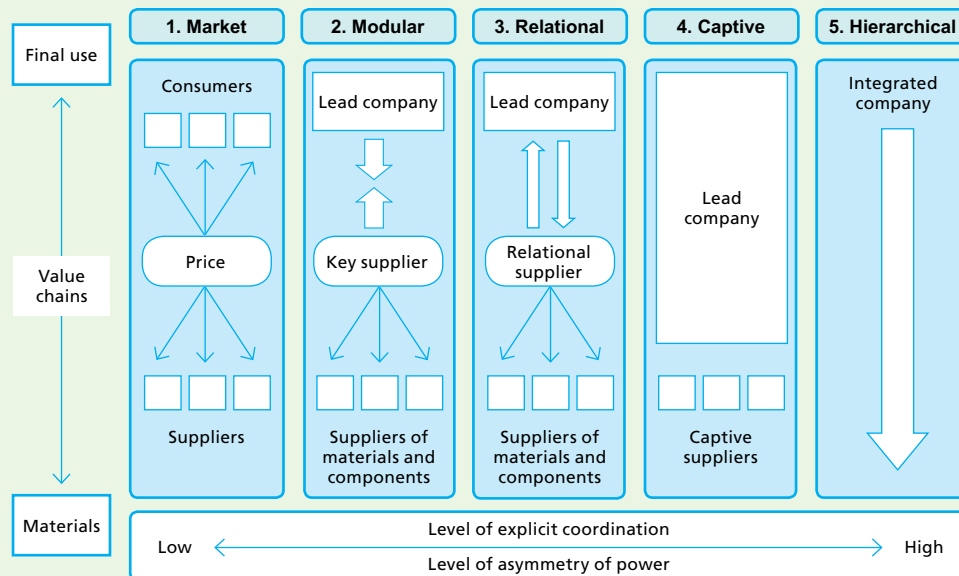 1. Market
2. Modular
3. Relational
4. Captive
5. Hierarchical
Final use
Value
chains
Materials
Consumers
Price
Suppliers
Lead company
Key supplier
Suppliers of
materials and
components
Lead company
Relational
supplier
Suppliers of
materials and
components
Lead
company
Captive
suppliers
Integrated
company
Level of explicit coordination
Low
High
Level of asymmetry of power